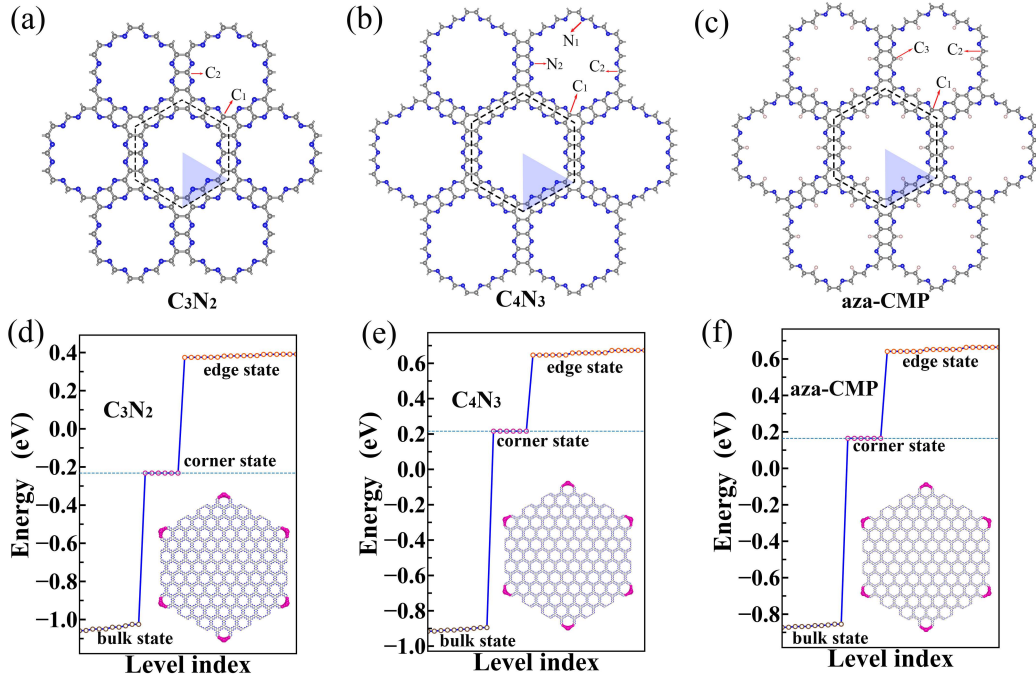 (a)
(b)
(c)
C₂
C₁
N₁
N₂
C₂
C₁
C₃
C₂
C₁
C₃N₂
C₄N₃
aza-CMP
(d)
Energy (eV)
0.4
0.2
0.0
−0.2
−0.4
−0.6
−0.8
−1.0
C₃N₂
edge state
corner state
bulk state
Level index
(e)
Energy (eV)
0.8
0.6
0.4
0.2
0.0
−0.2
−0.4
−0.6
−0.8
−1.0
C₄N₃
edge state
corner state
bulk state
Level index
(f)
Energy (eV)
0.6
0.4
0.2
0.0
−0.2
−0.4
−0.6
−0.8
aza-CMP
edge state
corner state
bulk state
Level index